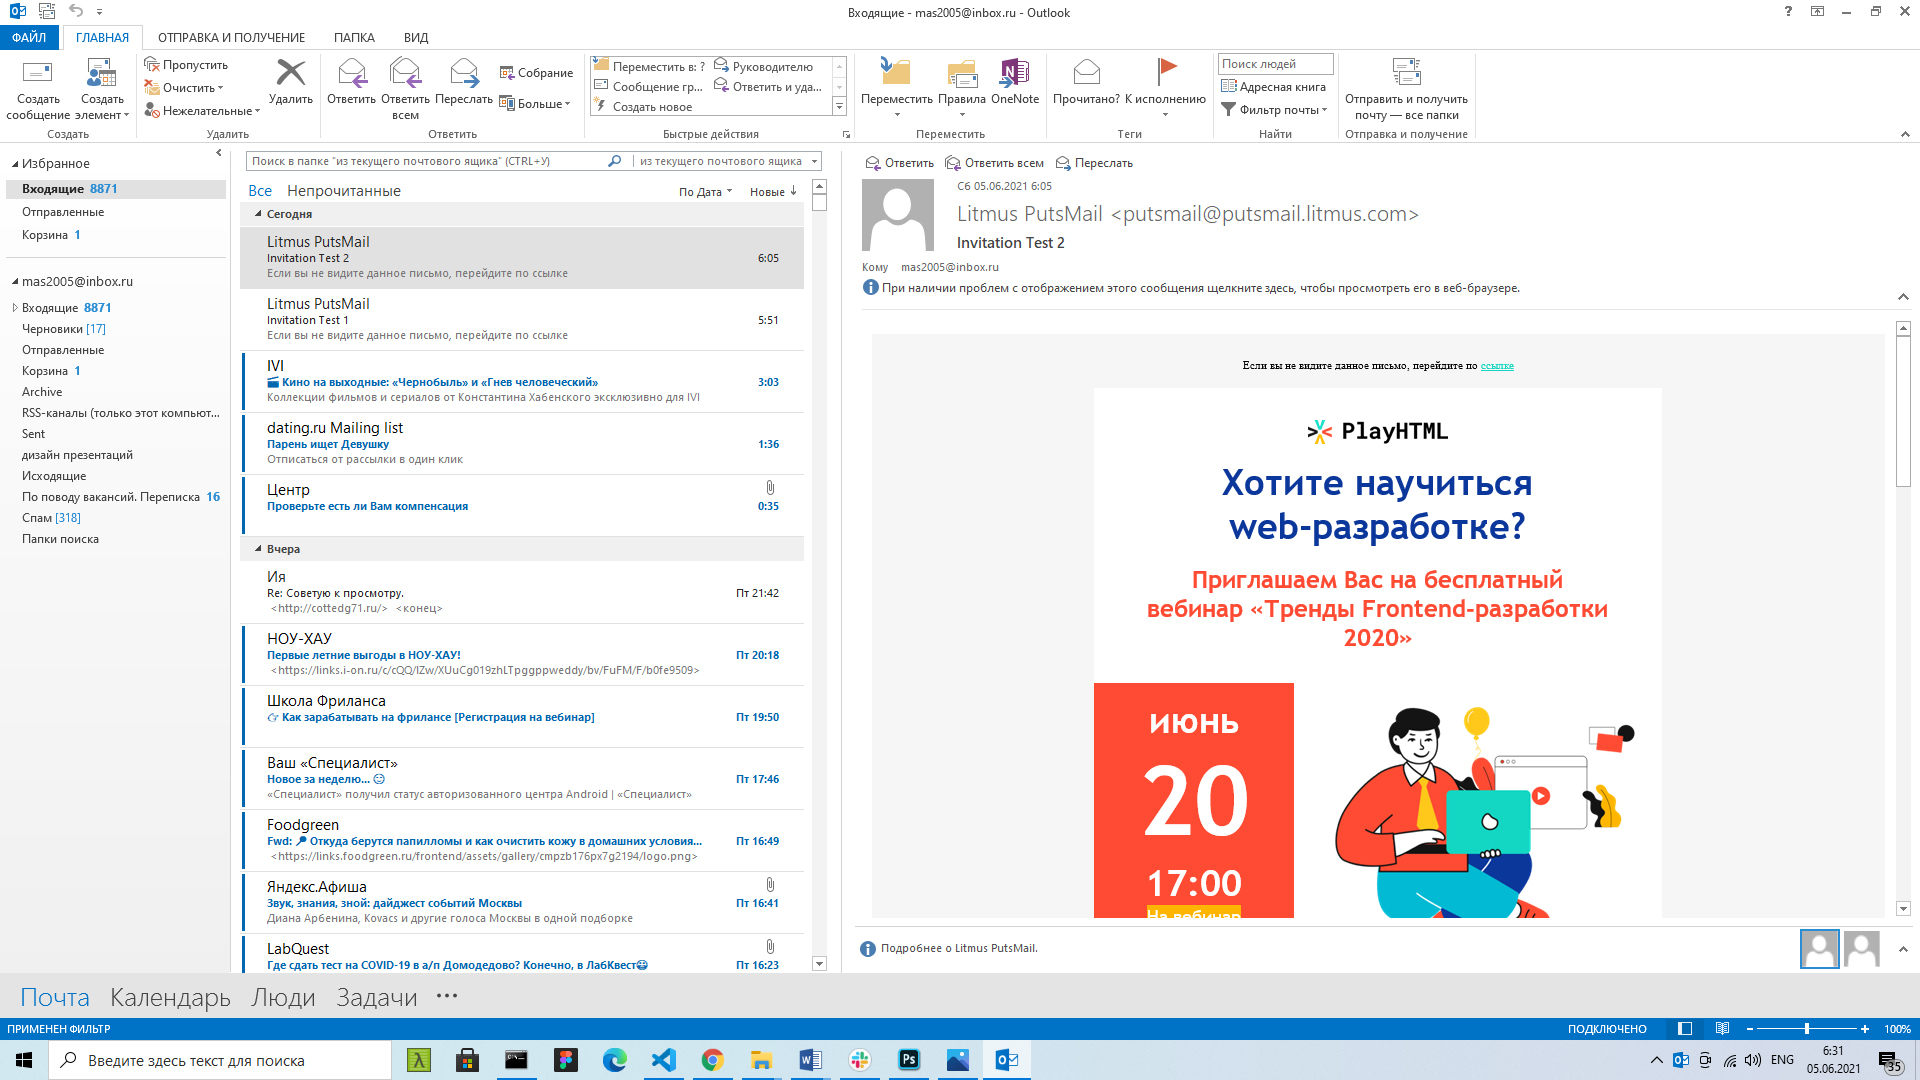 Входящие - mas2005@inbox.ru - Outlook
ФАЙЛ ГЛАВНАЯ ОТПРАВКА И ПОЛУЧЕНИЕ ПАПКА ВИД
Создать сообщение
Создать элемент
Создать
Пропустить
Очистить
Нежелательные
Удалить
Удалить
Ответить
Ответить всем
Переслать
Собрание
Больше
Ответить
Переместить в: ?
Сообщение гр...
Создать новое
Руководителю
Ответить и уда...
Быстрые действия
Переместить
Правила
OneNote
Переместить
Прочитано?
К исполнению
Теги
Поиск людей
Адресная книга
Фильтр почты
Найти
Отправить и получить
почту — все папки
Отправка и получение
Избранное
Входящие 8871
Отправленные
Корзина 1
mas2005@inbox.ru
Входящие 8871
Черновики [17]
Отправленные
Корзина 1
Archive
RSS-каналы (только этот компьют...
Sent
дизайн презентаций
Исходящие
По поводу вакансий. Переписка 16
Спам [318]
Папки поиска
Поиск в папке "из текущего почтового ящика" (CTRL+У)
из текущего почтового ящика
Все Непрочитанные
По Дата Новые
Сегодня
Litmus PutsMail
Invitation Test 2 6:05
Если вы не видите данное письмо, перейдите по ссылке
Litmus PutsMail
Invitation Test 1 5:51
Если вы не видите данное письмо, перейдите по ссылке
IVI
Кино на выходные: «Чернобыль» и «Гнев человеческий» 3:03
Коллекции фильмов и сериалов от Константина Хабенского эксклюзивно для IVI
dating.ru Mailing list
Парень ищет Девушку 1:36
Отписаться от рассылки в один клик
Центр
Проверьте есть ли Вам компенсация 0:35
Вчера
Ия
Re: Советую к просмотру. Пт 21:42
<http://cottedg71.ru/> <конец>
НОУ-ХАУ
Первые летние выгоды в НОУ-ХАУ! Пт 20:18
<https://links.i-on.ru/c/cQQ/IZw/XUuCg019zhLTpggppweddy/bv/FuFM/F/b0fe9509>
Школа Фриланса
Как зарабатывать на фрилансе [Регистрация на вебинар] Пт 19:50
Ваш «Специалист»
Новое за неделю... Пт 17:46
«Специалист» получил статус авторизованного центра Android | «Специалист»
Foodgreen
Fwd: Откуда берутся папилломы и как очистить кожу в домашних условия... Пт 16:49
<https://links.foodgreen.ru/frontend/assets/gallery/cmpzb176px7g2194/logo.png>
Яндекс.Афиша
Звук, знания, зной: дайджест событий Москвы Пт 16:41
Диана Арбенина, Kovacs и другие голоса Москвы в одной подборке
LabQuest
Где сдать тест на COVID-19 в а/п Домодедово? Конечно, в ЛабКвест Пт 16:23
Ответить Ответить всем Переслать
Сб 05.06.2021 6:05
Litmus PutsMail <putsmail@putsmail.litmus.com>
Invitation Test 2
Кому mas2005@inbox.ru
При наличии проблем с отображением этого сообщения щелкните здесь, чтобы просмотреть его в веб-браузере.
Если вы не видите данное письмо, перейдите по ссылке
PlayHTML
Хотите научиться
web-разработке?
Приглашаем Вас на бесплатный
вебинар «Тренды Frontend-разработки
2020»
июнь
20
17:00
На вебинар
Подробнее о Litmus PutsMail.
Почта Календарь Люди Задачи ...
ПРИМЕНЕН ФИЛЬТР
ПОДКЛЮЧЕНО
100%
Введите здесь текст для поиска
ENG
6:31
05.06.2021
35